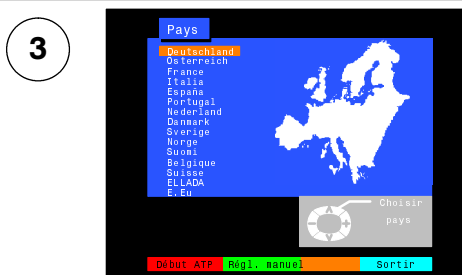 3
Pays
Deutschland
Österreich
France
Italia
España
Portugal
Nederland
Danmark
Sverige
Norge
Suomi
Belgique
Suisse
ELLADA
E.Eu
Choisir
pays
Début ATP Régl. manuel Sortir